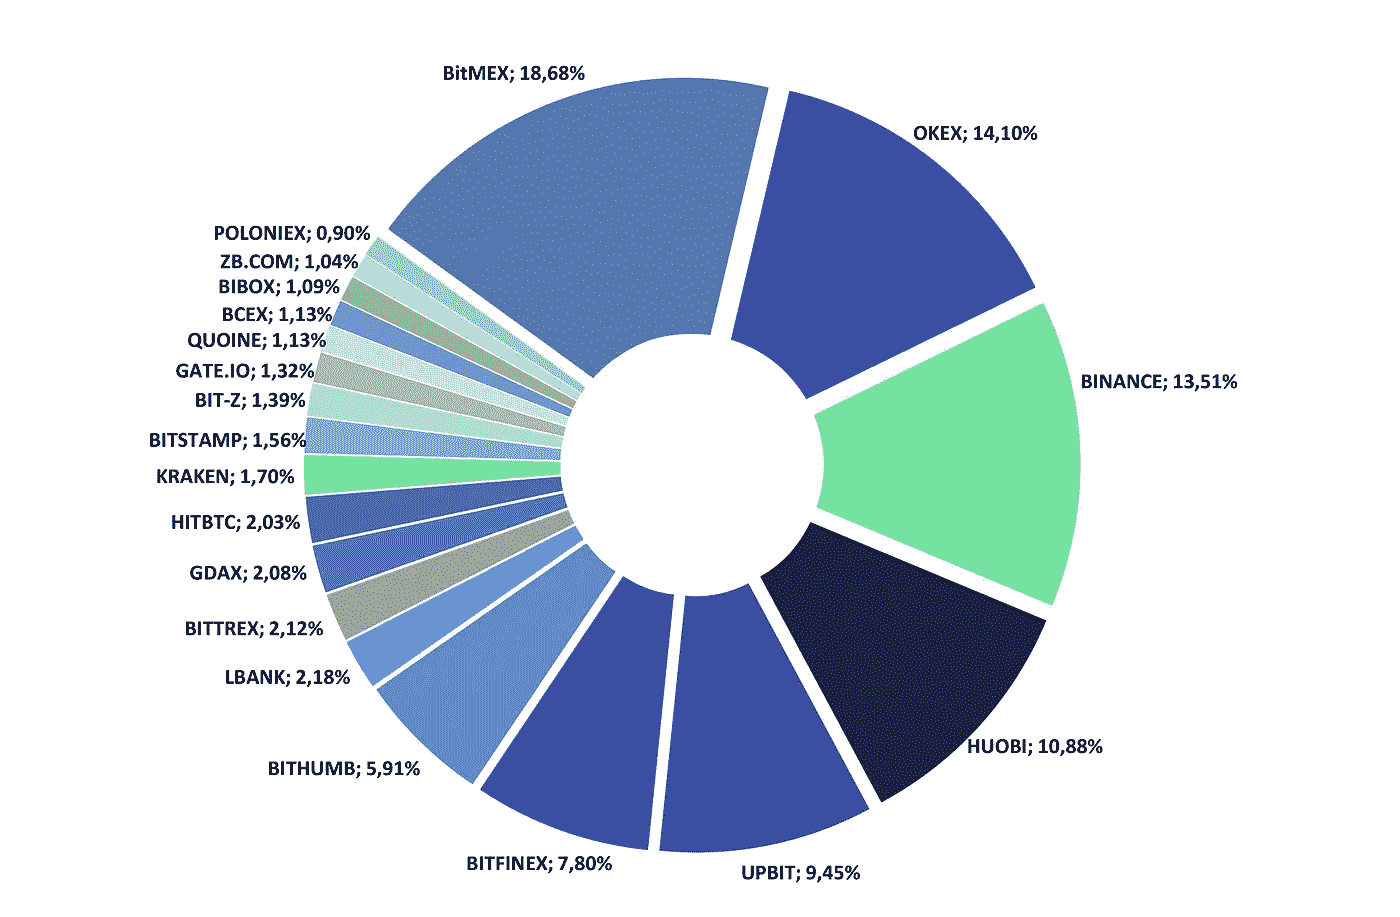 BitMEX; 18,68%
OKEX; 14,10%
POLONIEX; 0,90%
ZB.COM; 1,04%
BIBOX; 1,09%
BCEX; 1,13%
QUOINE; 1,13%
GATE.IO; 1,32%
BINANCE; 13,51%
BIT-Z; 1,39%
BITSTAMP; 1,56%
KRAKEN; 1,70%
HITBTC; 2,03%
GDAX; 2,08%
BITTREX; 2,12%
LBANK; 2,18%
HUOBI; 10,88%
BITHUMB; 5,91%
BITFINEX; 7,80%
UPBIT; 9,45%